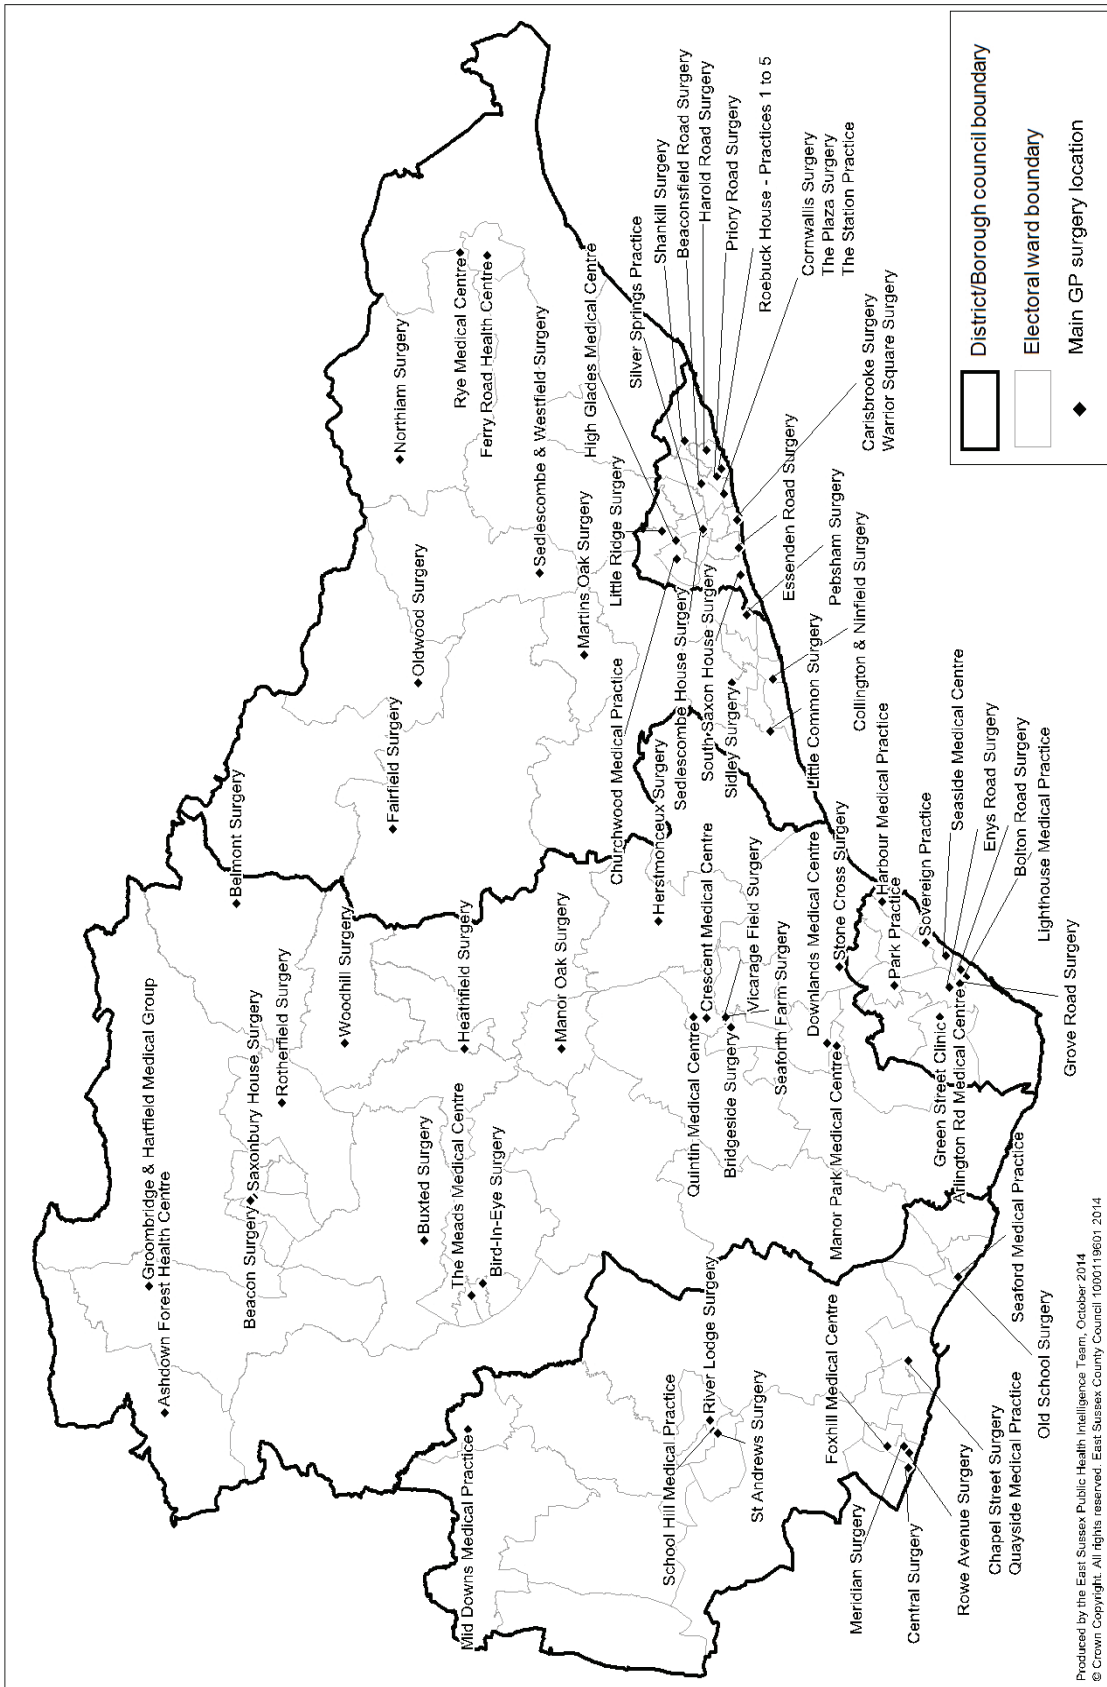 Groombridge & Hartfield Medical Group
Ashdown Forest Health Centre
Belmont Surgery
Beacon Surgery
Saxonbury House Surgery
Rotherfield Surgery
Woodhill Surgery
Fairfield Surgery
Northiam Surgery
Oldwood Surgery
Buxted Surgery
The Meads Medical Centre
Bird-In-Eye Surgery
Heathfield Surgery
Rye Medical Centre
Ferry Road Health Centre
Mid Downs Medical Practice
Sedlescombe & Westfield Surgery
Manor Oak Surgery
Martins Oak Surgery
High Glades Medical Centre
Little Ridge Surgery
Churchwood Medical Practice
Silver Springs Practice
Shankill Surgery
Beaconsfield Road Surgery
Harold Road Surgery
Priory Road Surgery
Roebuck House - Practices 1 to 5
Cornwallis Surgery
The Plaza Surgery
The Station Practice
Carisbrooke Surgery
Warrior Square Surgery
Herstmonceux Surgery
Sedlescombe House Surgery
South Saxon House Surgery
Sidley Surgery
Essenden Road Surgery
Pebsham Surgery
Little Common Surgery
Collington & Ninfield Surgery
Quintin Medical Centre
Crescent Medical Centre
Bridgeside Surgery
Vicarage Field Surgery
Seaforth Farm Surgery
School Hill Medical Practice
River Lodge Surgery
St Andrews Surgery
Downlands Medical Centre
Stone Cross Surgery
Manor Park Medical Centre
Harbour Medical Practice
Park Practice
Sovereign Practice
Seaside Medical Centre
Enys Road Surgery
Bolton Road Surgery
Lighthouse Medical Practice
Green Street Clinic
Arlington Rd Medical Centre
Grove Road Surgery
Foxhill Medical Centre
Meridian Surgery
Central Surgery
Rowe Avenue Surgery
Chapel Street Surgery
Quayside Medical Practice
Old School Surgery
Seaford Medical Practice
District/Borough council boundary
Electoral ward boundary
Main GP surgery location
Produced by the East Sussex Public Health Intelligence Team, October 2014
© Crown Copyright. All rights reserved. East Sussex County Council 1000119601 2014